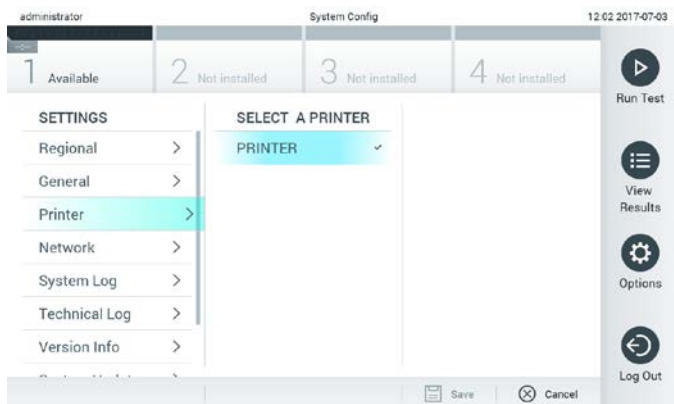 administrator System Config 12:02 2017-07-03
1 Available 2 Not installed 3 Not installed 4 Not installed
Run Test
SETTINGS SELECT A PRINTER
Regional PRINTER
General
View
Results
Printer
Network
System Log
Options
Technical Log
Version Info
Log Out
Save Cancel